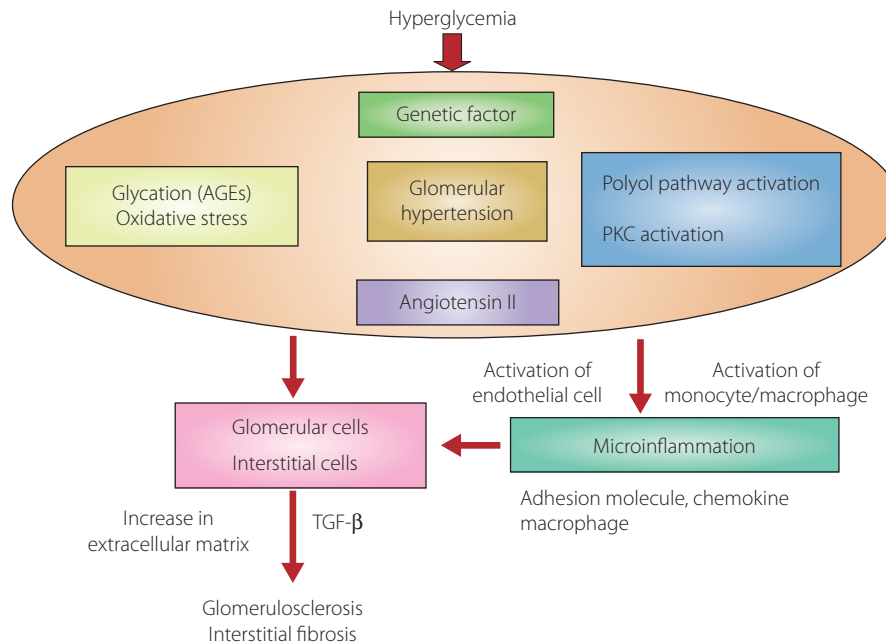 Hyperglycemia
Genetic factor
Glycation (AGEs)
Oxidative stress
Glomerular
hypertension
Polyol pathway activation
PKC activation
Angiotensin II
Activation of
endothelial cell
Activation of
monocyte/macrophage
Glomerular cells
Interstitial cells
Microinflammation
Adhesion molecule, chemokine
macrophage
Increase in
extracellular matrix
TGF-β
Glomerulosclerosis
Interstitial fibrosis